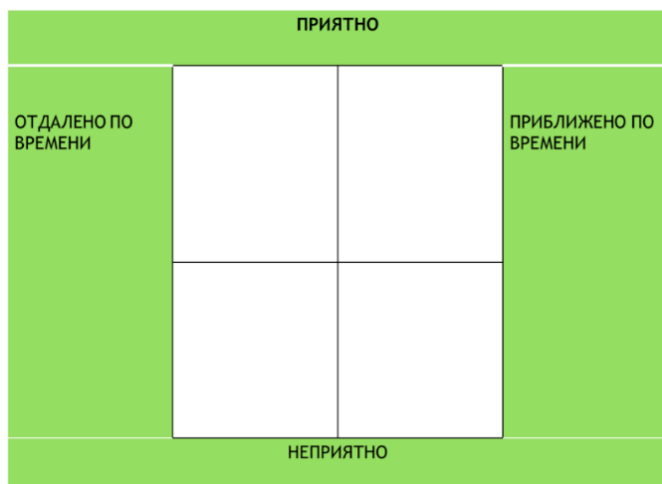 ПРИЯТНО
ОТДАЛЕНО ПО
ВРЕМЕНИ
ПРИБЛИЖЕНО ПО
ВРЕМЕНИ
НЕПРИЯТНО